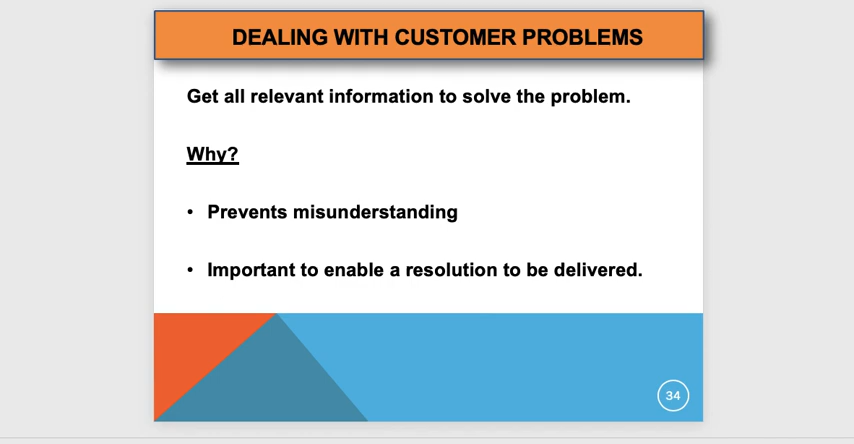 DEALING WITH CUSTOMER PROBLEMS
Get all relevant information to solve the problem.
Why?
• Prevents misunderstanding
• Important to enable a resolution to be delivered.
34